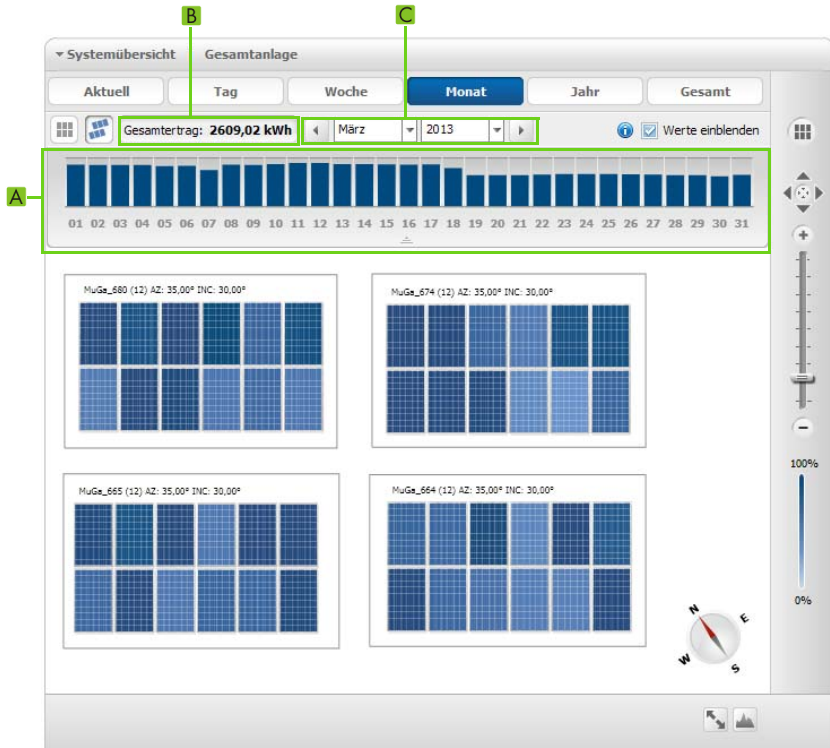 B
C
Systemübersicht Gesamtanlage
Aktuell Tag Woche Monat Jahr Gesamt
Gesamtertrag: 2609,02 kWh März 2013 Werte einblenden
A
01 02 03 04 05 06 07 08 09 10 11 12 13 14 15 16 17 18 19 20 21 22 23 24 25 26 27 28 29 30 31
MuGa_680 (12) AZ: 35,00° INC: 30,00°
MuGa_674 (12) AZ: 35,00° INC: 30,00°
MuGa_665 (12) AZ: 35,00° INC: 30,00°
MuGa_664 (12) AZ: 35,00° INC: 30,00°
100%
0%
N
E
W
S